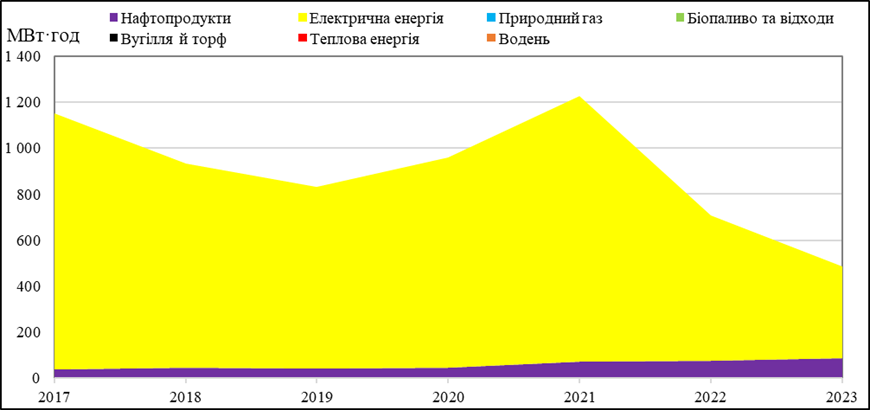 Нафтопродукти Електрична енергія Природний газ Біопаливо та відходи
Вугілля й торф Теплова енергія Водень
МВт·год
1 400
1 200
1 000
800
600
400
200
0
2017 2018 2019 2020 2021 2022 2023